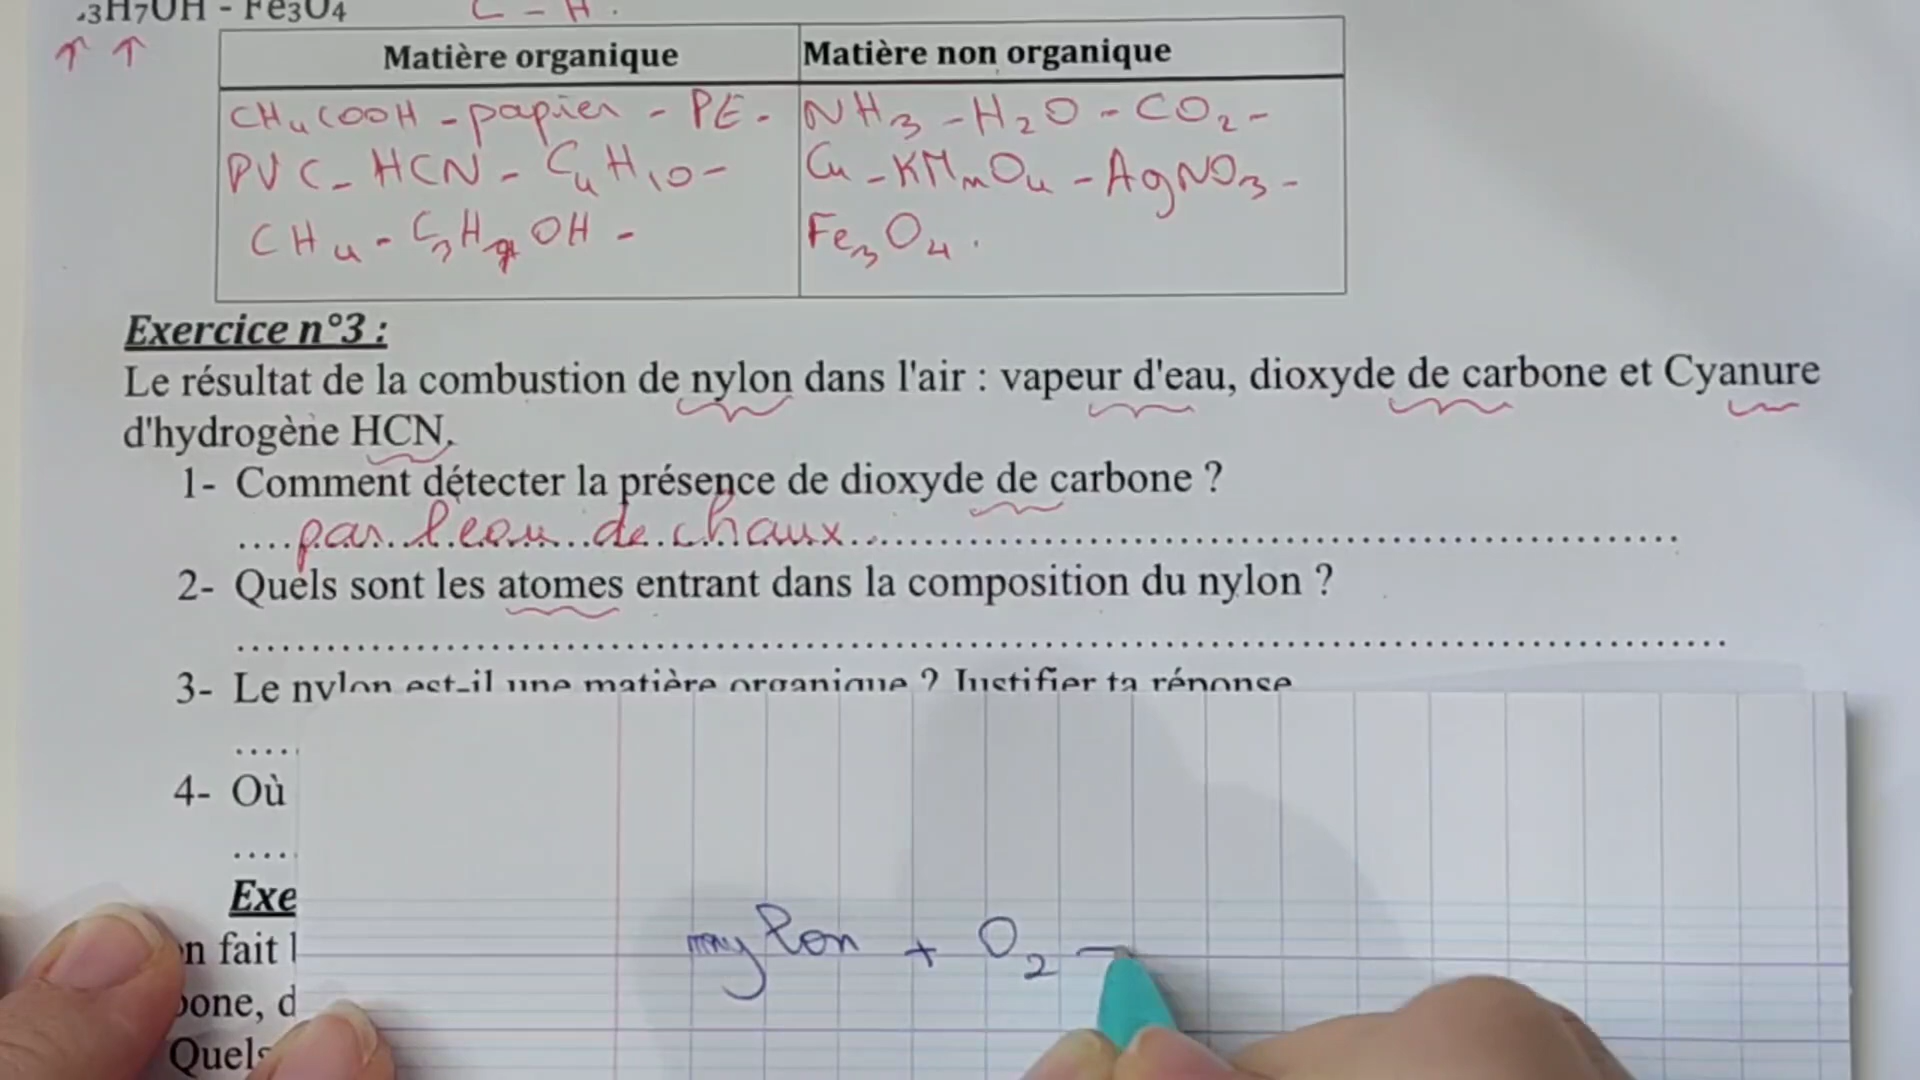 ₃H₇OH - Fe₃O₄ C - H.
↑ ↑
Matière organique Matière non organique
CH₄COOH - papier - PE - NH₃ - H₂O - CO₂ -
PVC - HCN - C₄H₁₀ - Cu - KMnO₄ - AgNO₃ -
CH₄ - C₃H₇OH - Fe₃O₄.
Exercice n°3 :
Le résultat de la combustion de nylon dans l'air : vapeur d'eau, dioxyde de carbone et Cyanure
d'hydrogène HCN,
1- Comment détecter la présence de dioxyde de carbone ?
....par l'eau de chaux....
2- Quels sont les atomes entrant dans la composition du nylon ?
3- Le nylon est-il une matière organique ? Justifier ta réponse
....
4- Où
....
Exe
n fait l
bone, d
Quels
nylon + O₂ —